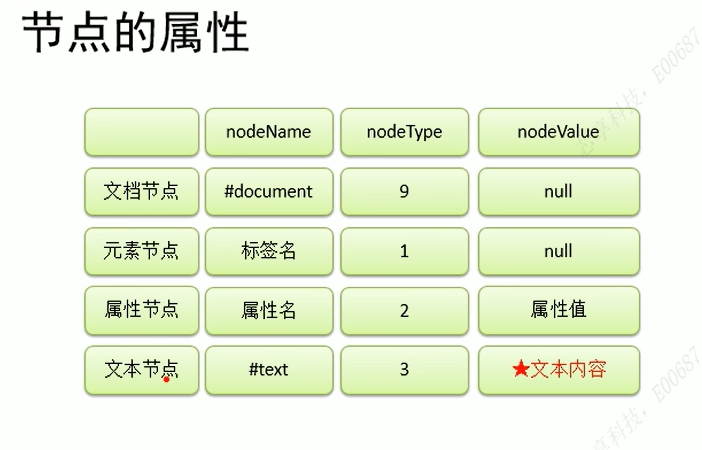 节点的属性
nodeName nodeType nodeValue
文档节点 #document 9 null
元素节点 标签名 1 null
属性节点 属性名 2 属性值
文本节点 #text 3 ★文本内容
享科技，E00687
享科技，E00687